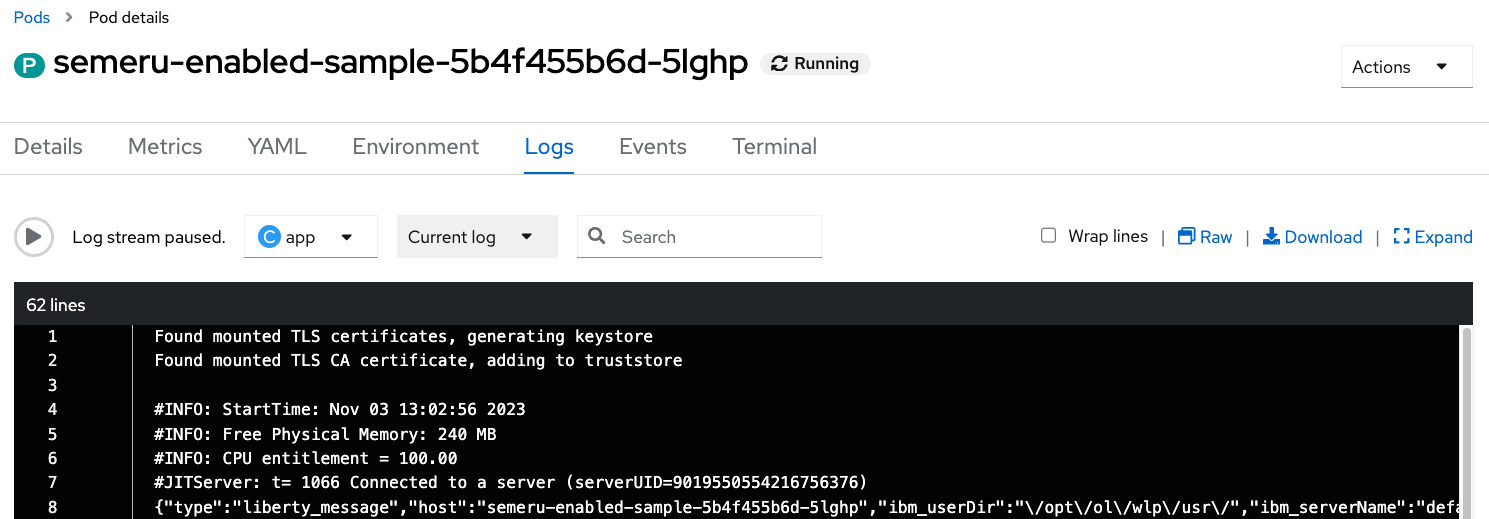 Pods > Pod details
P semeru-enabled-sample-5b4f455b6d-5lghp Running
Actions
Details Metrics YAML Environment Logs Events Terminal
Log stream paused. C app Current log Search Wrap lines | Raw | Download | Expand
62 lines
1 Found mounted TLS certificates, generating keystore
2 Found mounted TLS CA certificate, adding to truststore
3
4 #INFO: StartTime: Nov 03 13:02:56 2023
5 #INFO: Free Physical Memory: 240 MB
6 #INFO: CPU entitlement = 100.00
7 #JITServer: t= 1066 Connected to a server (serverUID=9019550554216756376)
8 {"type":"liberty_message","host":"semeru-enabled-sample-5b4f455b6d-5lghp","ibm_userDir":"\/opt\/ol\/wlp\/usr\/","ibm_serverName":"defa